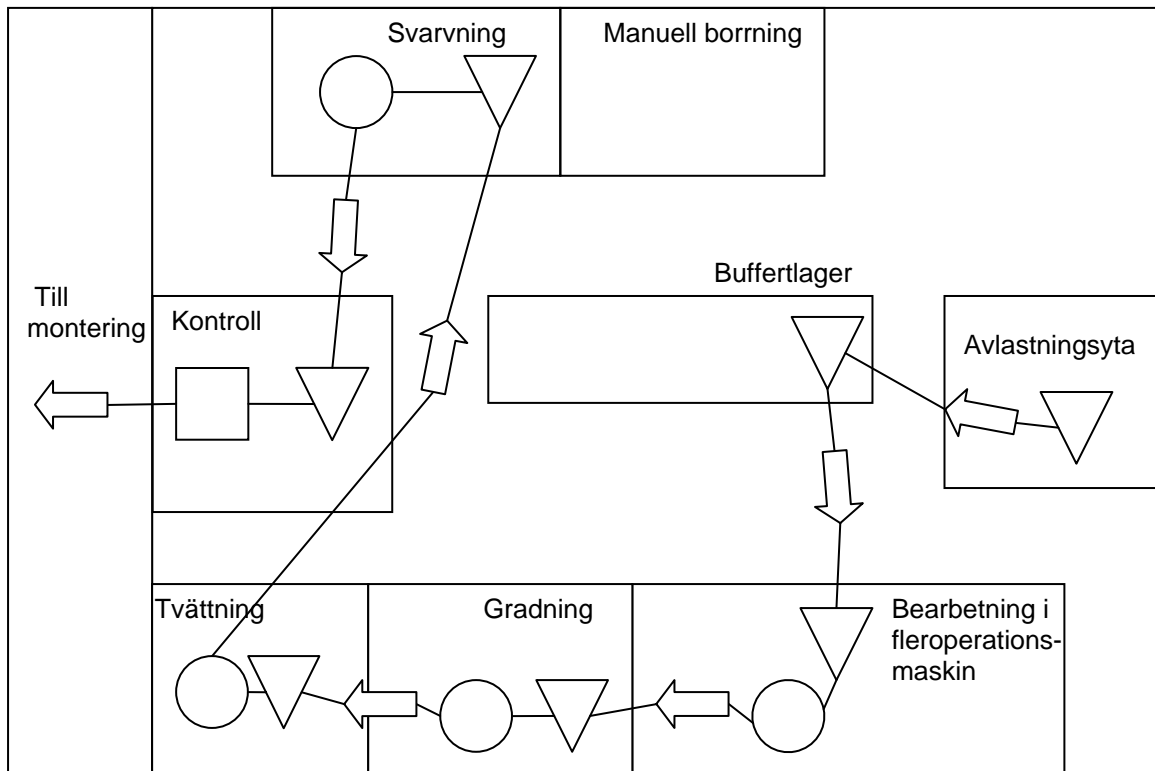 Svarvning
Manuell borrning
Buffertlager
Till
montering
Kontroll
Avlastningsyta
Tvättning
Gradning
Bearbetning i
fleroperations-
maskin